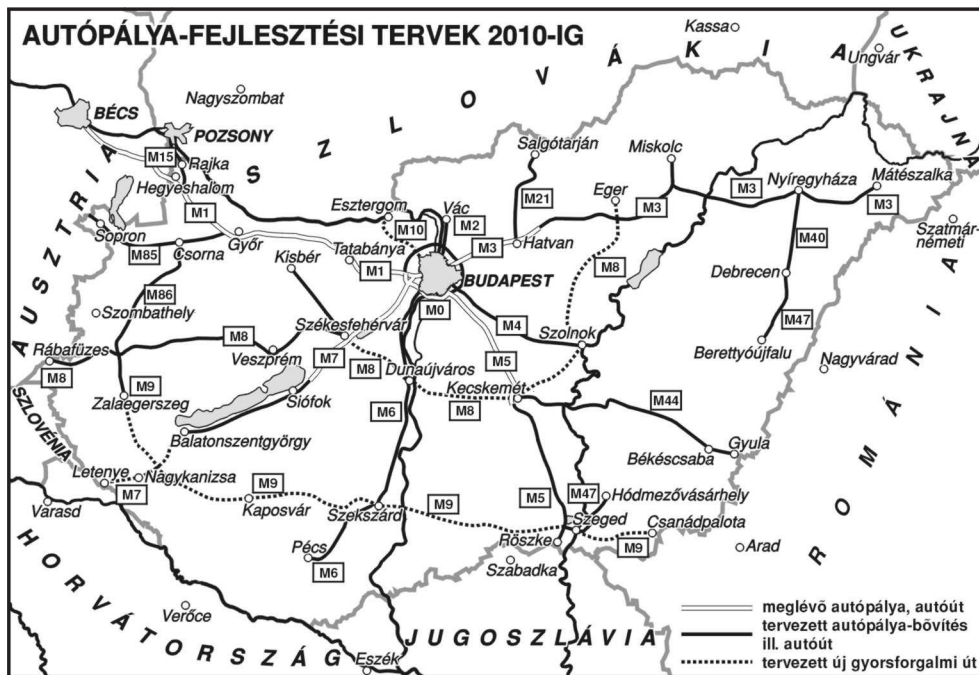 AUTÓPÁLYA-FEJLESZTÉSI TERVEK 2010-IG
Kassa
Ungvár
UKRAJNA
SZLOVÁKIA
BÉCS
Nagyszombat
POZSONY
M15
Rajka
Hegyeshalom
M1
AUSZTRIA
Sopron
M85
Csorna
Győr
Esztergom
M10
Vác
M2
Salgótarján
M21
M3
Hatvan
Miskolc
Eger
M3
M3
Nyíregyháza
Mátészalka
M3
Szatmár-
németi
M40
Debrecen
M47
Berettyóújfalu
Nagyvárad
ROMÁNIA
Kisbér
Tatabánya
M1
BUDAPEST
M0
M8
M86
Szombathely
Székesfehérvár
M8
Veszprém
M7
M8
Dunaújváros
M4
Szolnok
M5
Kecskemét
M8
Rábafüzes
M8
M9
Zalaegerszeg
Siófok
M6
M44
Békéscsaba
Gyula
SZLOVÉNIA
Balatonszentgyörgy
Letenye
M7
Nagykanizsa
M9
Kaposvár
Szekszárd
M9
M5
M47
Hódmezővásárhely
Szeged
Csanádpalota
M9
Röszke
Szabadka
Arad
Varasd
Pécs
M6
HORVÁTORSZÁG
Verőce
Eszék
JUGOSZLÁVIA
meglévő autópálya, autóút
tervezett autópálya-bővítés
ill. autóút
tervezett új gyorsforgalmi út